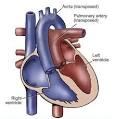 Aorta (transposed)
Pulmonary artery
(transposed)
Left
ventricle
Right
ventricle